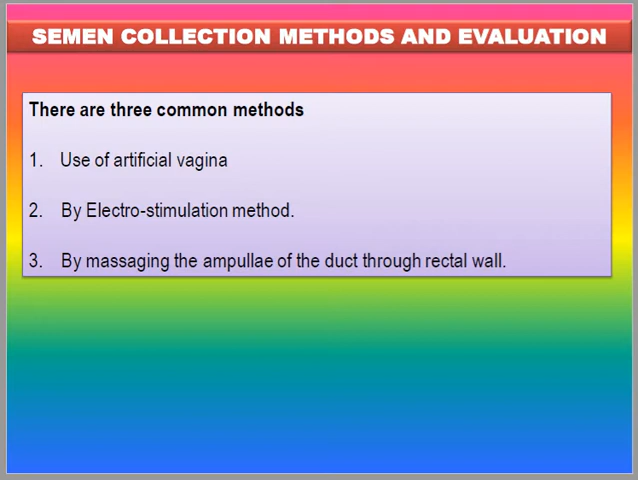 SEMEN COLLECTION METHODS AND EVALUATION
There are three common methods
1. Use of artificial vagina
2. By Electro-stimulation method.
3. By massaging the ampullae of the duct through rectal wall.